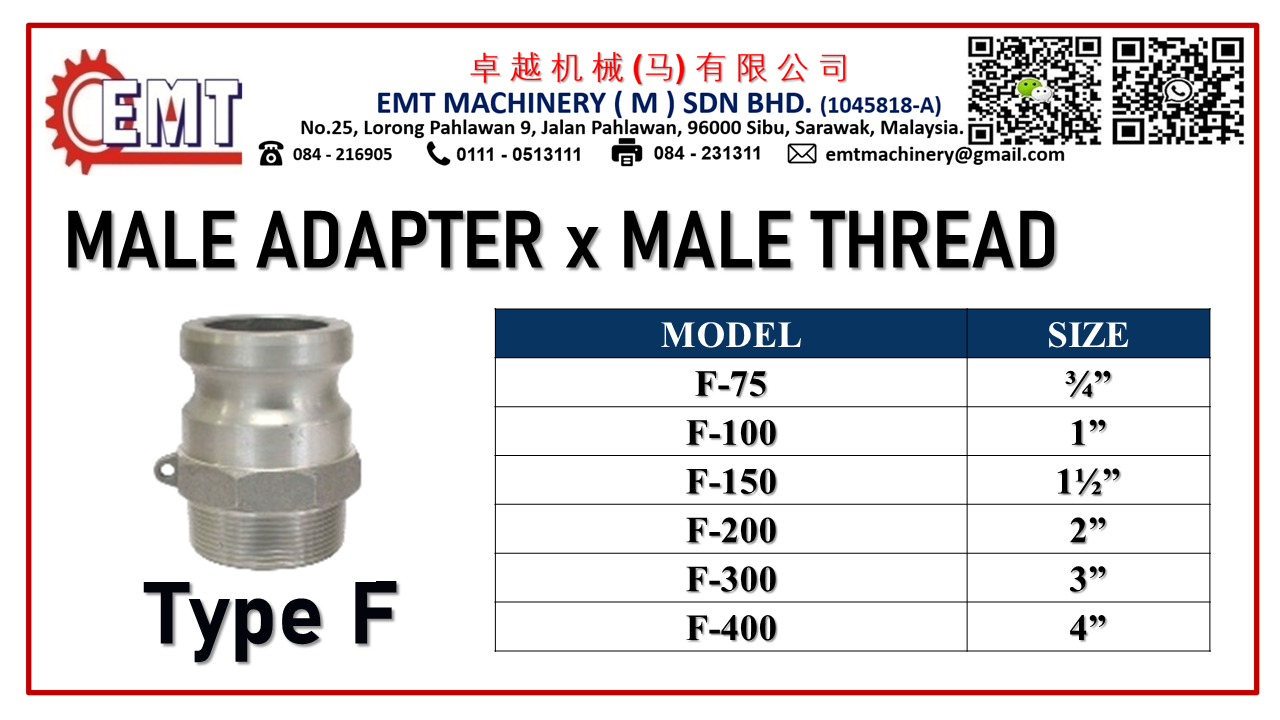 EMT
卓越机械(马)有限公司
EMT MACHINERY ( M ) SDN BHD. (1045818-A)
No.25, Lorong Pahlawan 9, Jalan Pahlawan, 96000 Sibu, Sarawak, Malaysia.
084 - 216905 0111 - 0513111 084 - 231311 emtmachinery@gmail.com
MALE ADAPTER x MALE THREAD
MODEL SIZE
F-75 ¾”
F-100 1”
F-150 1½”
F-200 2”
F-300 3”
F-400 4”
Type F